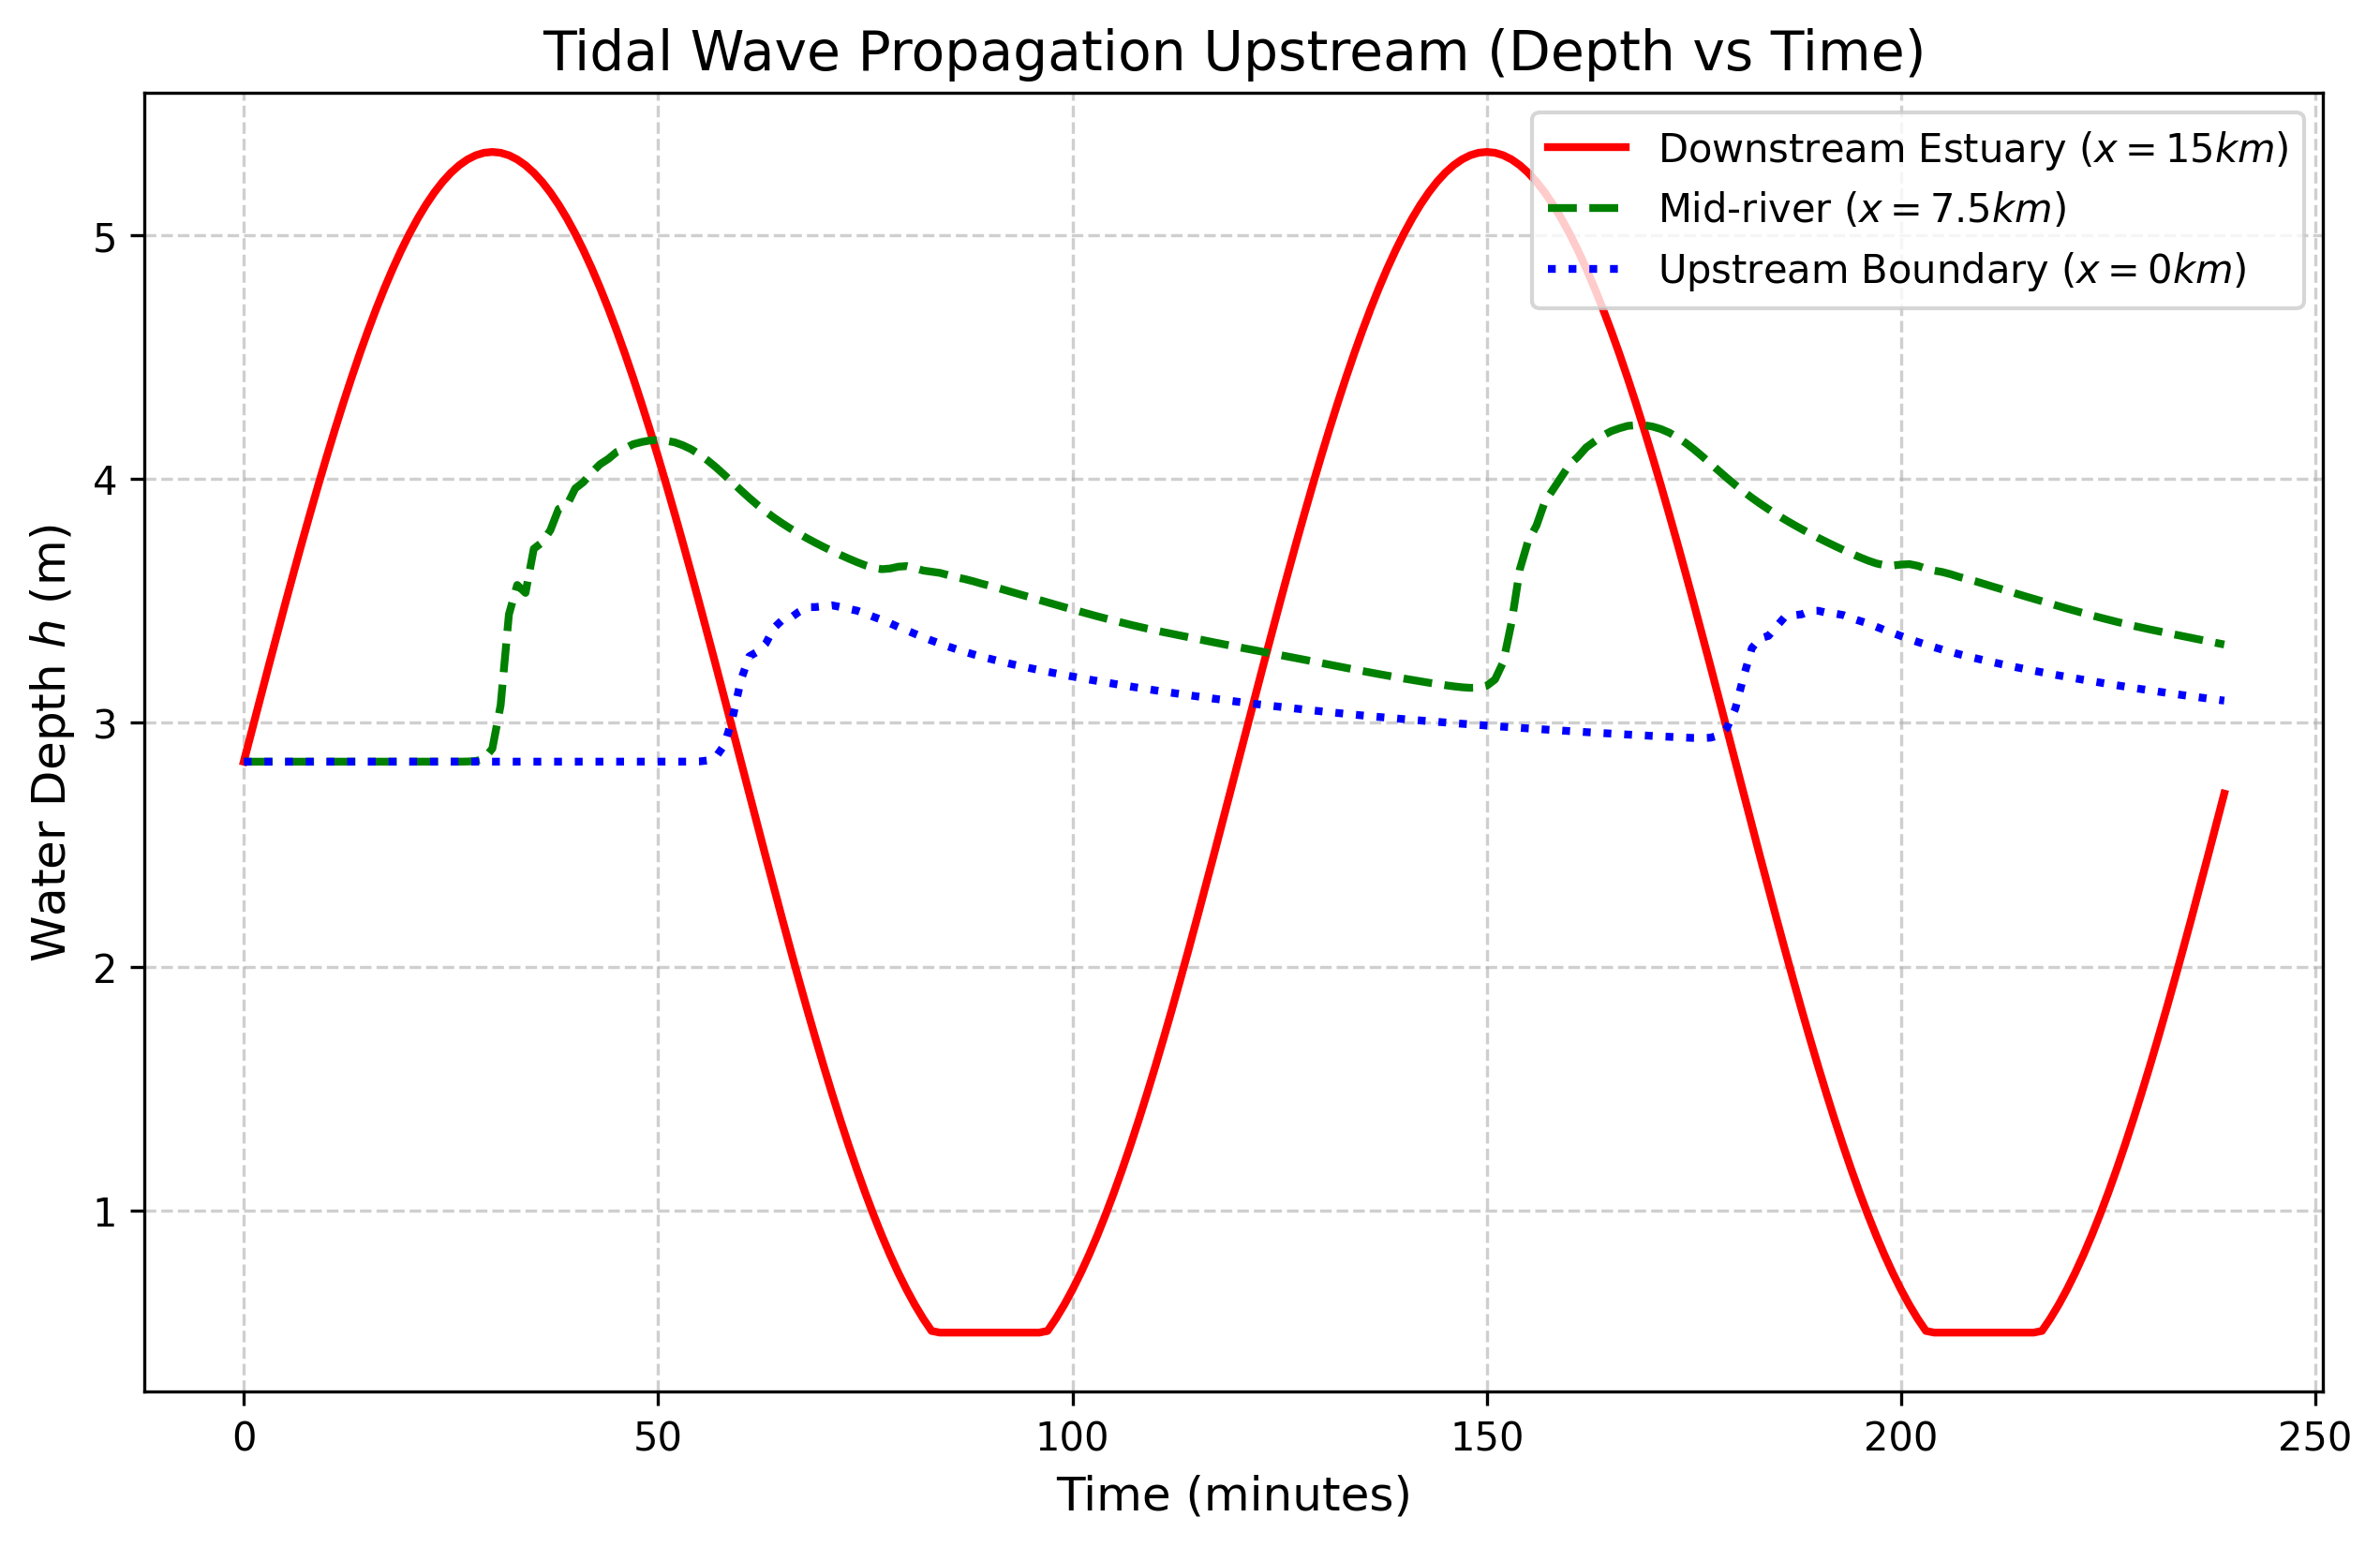 Tidal Wave Propagation Upstream (Depth vs Time)
Downstream Estuary (x = 15km)
Mid-river (x = 7.5km)
Upstream Boundary (x = 0km)
Water Depth h (m)
5
4
3
2
1
0 50 100 150 200 250
Time (minutes)